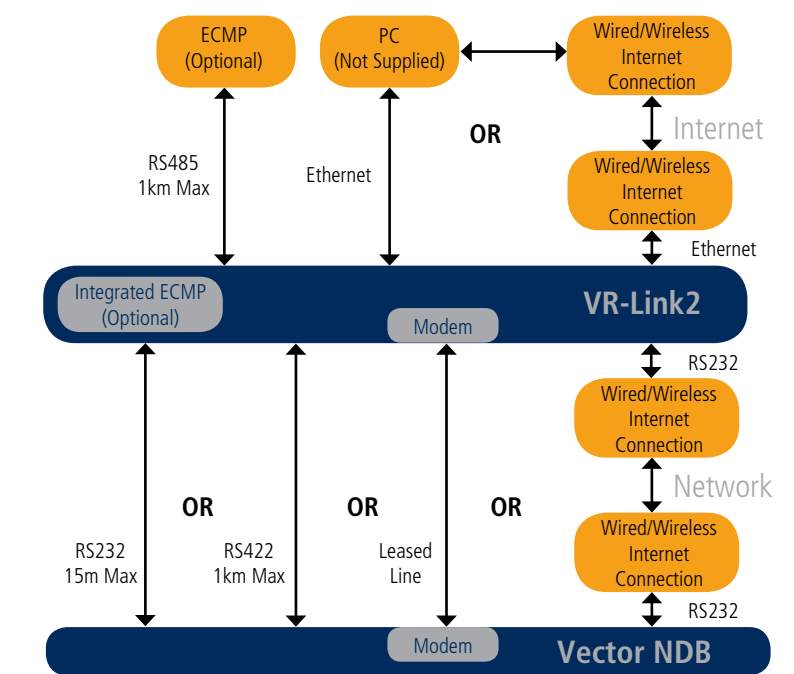 ECMP
(Optional)
PC
(Not Supplied)
Wired/Wireless
Internet
Connection
OR
Internet
RS485
1km Max
Ethernet
Wired/Wireless
Internet
Connection
Ethernet
Integrated ECMP
(Optional)
Modem
VR-Link2
RS232
Wired/Wireless
Internet
Connection
Network
OR
OR
OR
RS232
15m Max
RS422
1km Max
Leased
Line
Wired/Wireless
Internet
Connection
RS232
Modem
Vector NDB